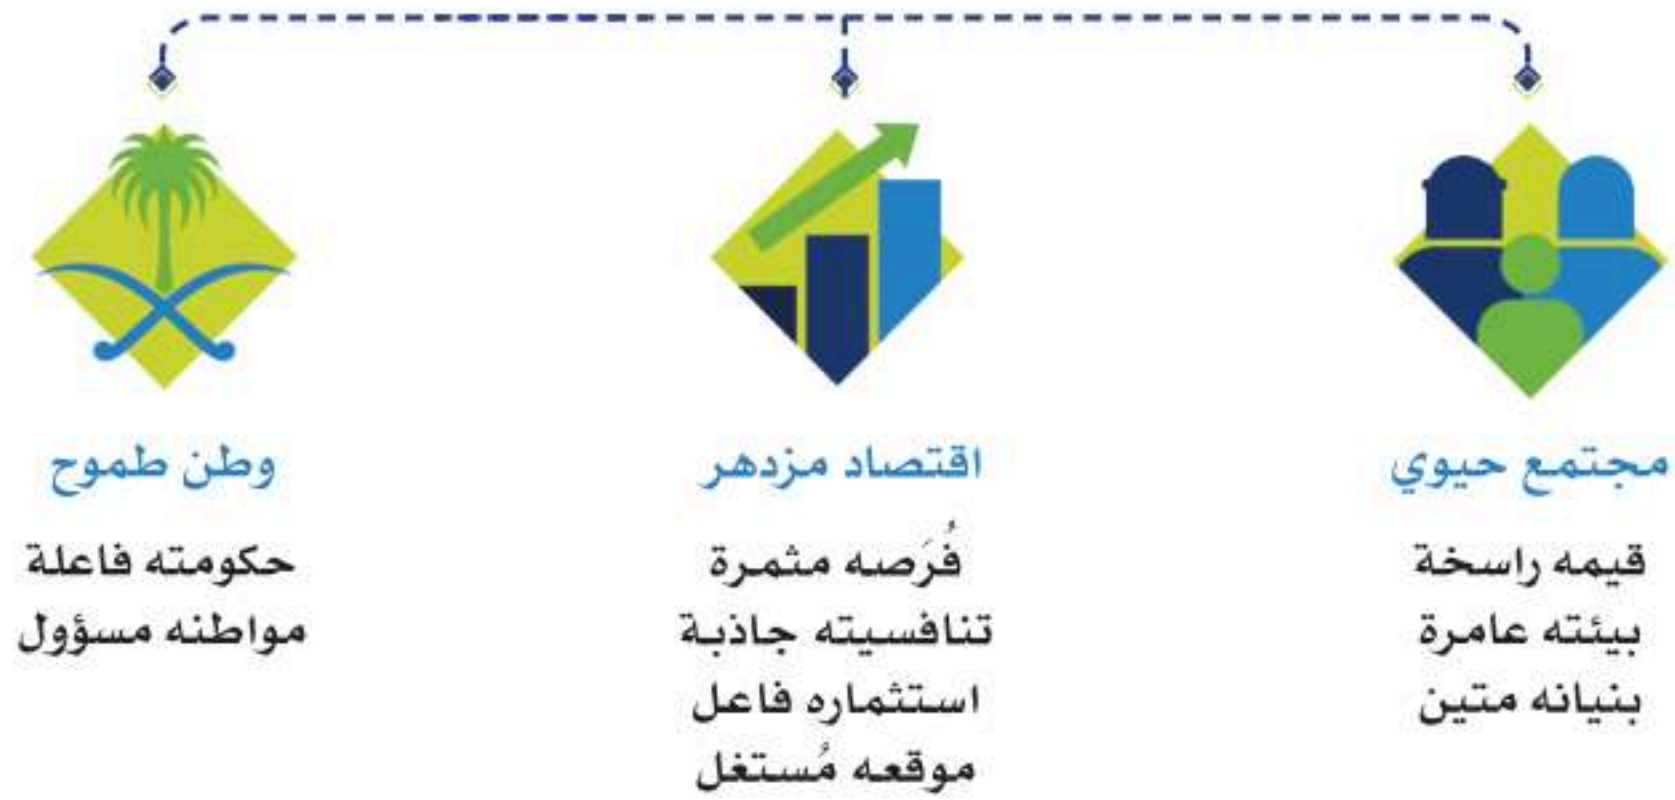 مجتمع حيوي
قيمه راسخة
بيئته عامرة
بنيانه متين
اقتصاد مزدهر
فُرَصه مثمرة
تنافسيته جاذبة
استثماره فاعل
موقعه مُستغل
وطن طموح
حكومته فاعلة
مواطنه مسؤول